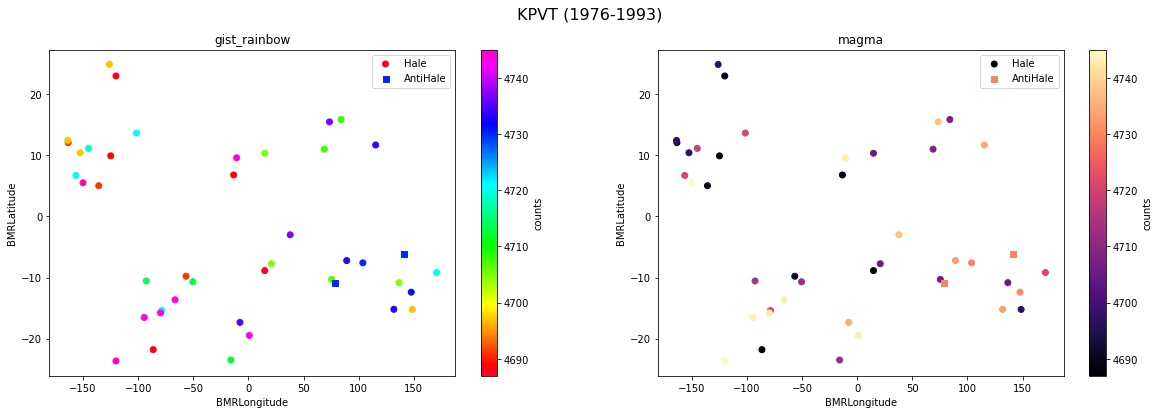 KPVT (1976-1993)
gist_rainbow
Hale
AntiHale
20
10
0
−10
−20
BMRLatitude
−150
−100
−50
0
50
100
150
BMRLongitude
4740
4730
4720
4710
4700
4690
counts
magma
Hale
AntiHale
20
10
0
−10
−20
BMRLatitude
−150
−100
−50
0
50
100
150
BMRLongitude
4740
4730
4720
4710
4700
4690
counts